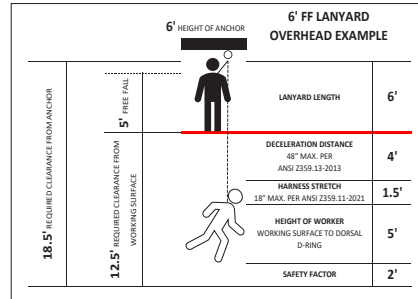 6' HEIGHT OF ANCHOR
6' FF LANYARD
OVERHEAD EXAMPLE
18.5' REQUIRED CLEARANCE FROM ANCHOR
5' FREE FALL
12.5' REQUIRED CLEARANCE FROM
WORKING SURFACE
LANYARD LENGTH
6'
DECELERATION DISTANCE
48" MAX. PER
ANSI Z359.13-2013
4'
HARNESS STRETCH
18" MAX. PER ANSI Z359.11-2021
1.5'
HEIGHT OF WORKER
WORKING SURFACE TO DORSAL
D-RING
5'
SAFETY FACTOR
2'